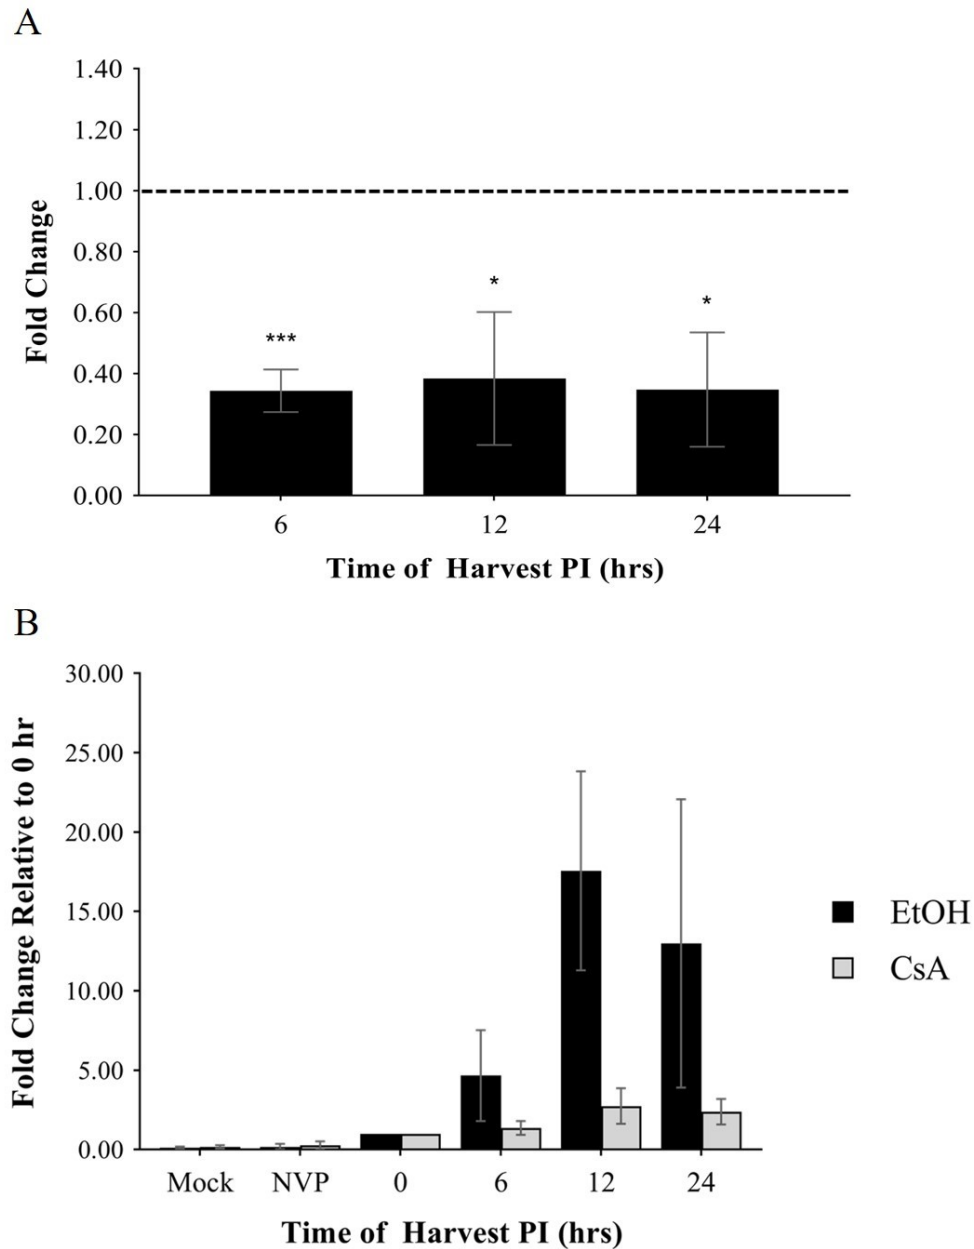 A
1.40
1.20
1.00
0.80
0.60
0.40
0.20
0.00
Fold Change
***
*
*
6 12 24
Time of Harvest PI (hrs)
B
30.00
25.00
20.00
15.00
10.00
5.00
0.00
Fold Change Relative to 0 hr
EtOH
CsA
Mock NVP 0 6 12 24
Time of Harvest PI (hrs)